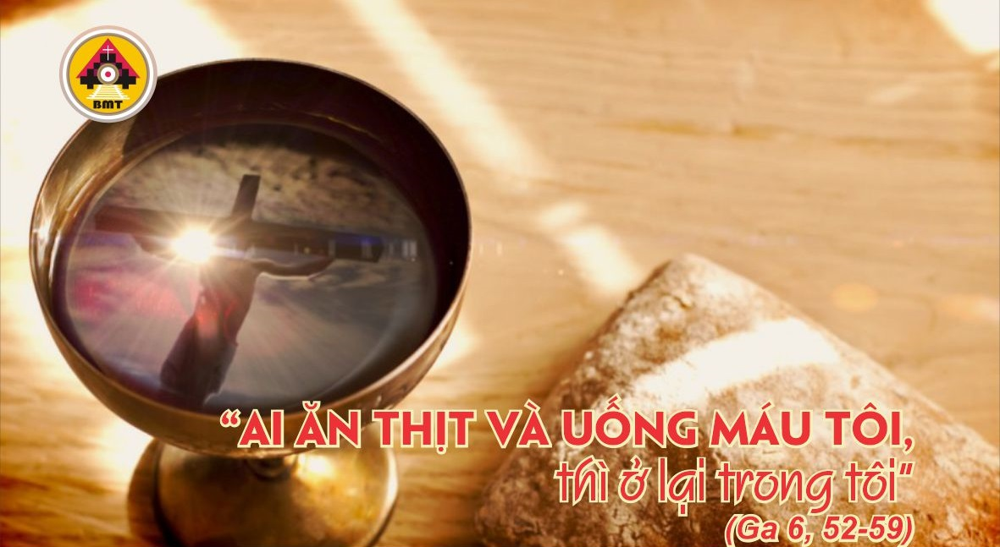 BMT
“AI ĂN THỊT VÀ UỐNG MÁU TÔI,
thì ở lại trong tôi”
(Ga 6, 52-59)